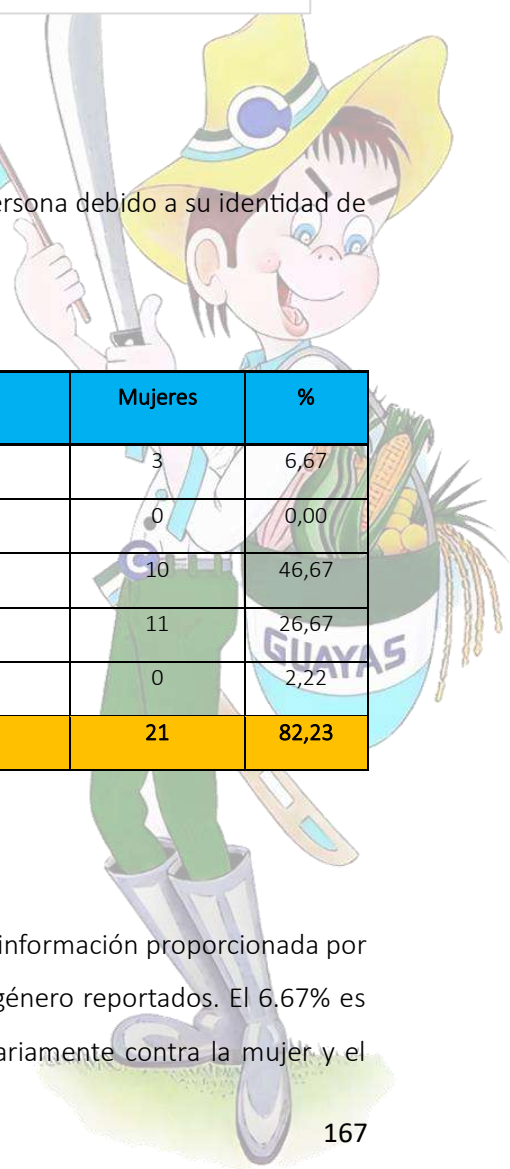 ersona debido a su identidad de
Mujeres %
3 6,67
0 0,00
10 46,67
11 26,67
0 2,22
21 82,23
GUAYAS
información proporcionada por
género reportados. El 6.67% es
ariamente contra la mujer y el
167